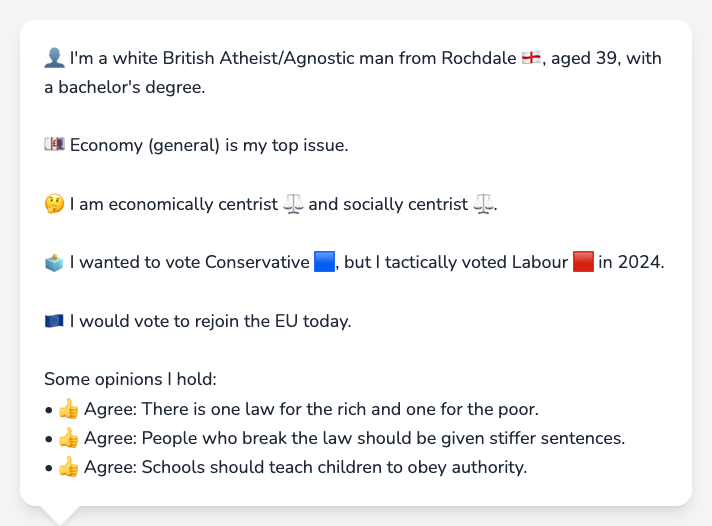 👤 I'm a white British Atheist/Agnostic man from Rochdale 🏴󠁧󠁢󠁥󠁮󠁧󠁿, aged 39, with
a bachelor's degree.
💷 Economy (general) is my top issue.
🤔 I am economically centrist ⚖️ and socially centrist ⚖️.
🗳️ I wanted to vote Conservative 🟦, but I tactically voted Labour 🟥 in 2024.
🇪🇺 I would vote to rejoin the EU today.
Some opinions I hold:
• 👍 Agree: There is one law for the rich and one for the poor.
• 👍 Agree: People who break the law should be given stiffer sentences.
• 👍 Agree: Schools should teach children to obey authority.